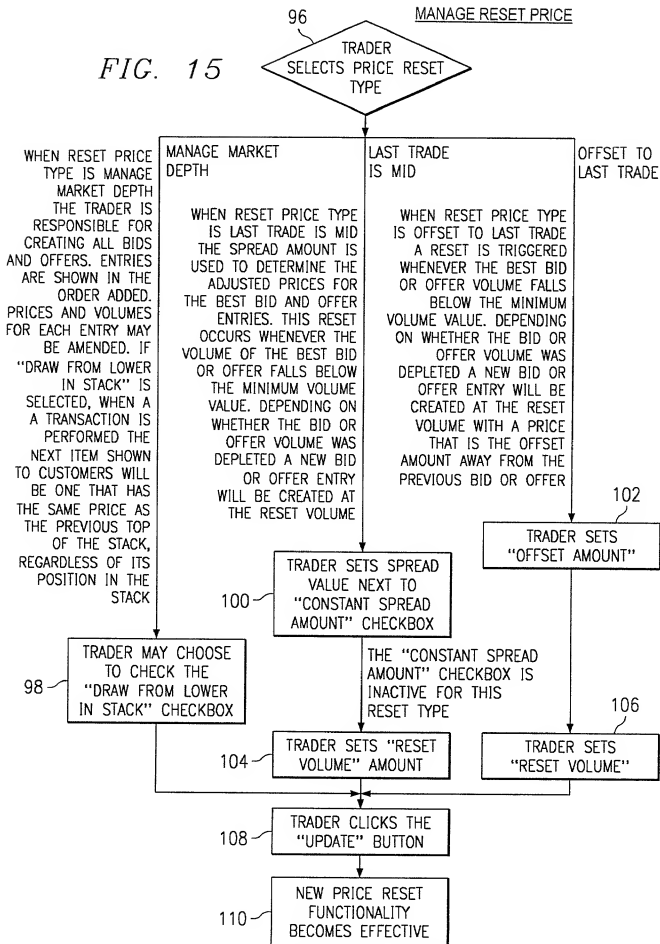 96
MANAGE RESET PRICE
FIG. 15
TRADER
SELECTS PRICE RESET
TYPE
WHEN RESET PRICE
TYPE IS MANAGE
MARKET DEPTH
THE TRADER IS
RESPONSIBLE FOR
CREATING ALL BIDS
AND OFFERS. ENTRIES
ARE SHOWN IN THE
ORDER ADDED.
PRICES AND VOLUMES
FOR EACH ENTRY MAY
BE AMENDED. IF
"DRAW FROM LOWER
IN STACK" IS
SELECTED, WHEN A
A TRANSACTION IS
PERFORMED THE
NEXT ITEM SHOWN
TO CUSTOMERS WILL
BE ONE THAT HAS
THE SAME PRICE AS
THE PREVIOUS TOP
OF THE STACK,
REGARDLESS OF ITS
POSITION IN THE
STACK
MANAGE MARKET
DEPTH
WHEN RESET PRICE TYPE
IS LAST TRADE IS MID
THE SPREAD AMOUNT IS
USED TO DETERMINE THE
ADJUSTED PRICES FOR
THE BEST BID AND OFFER
ENTRIES. THIS RESET
OCCURS WHENEVER THE
VOLUME OF THE BEST BID
OR OFFER FALLS BELOW
THE MINIMUM VOLUME
VALUE. DEPENDING ON
WHETHER THE BID OR
OFFER VOLUME WAS
DEPLETED A NEW BID
OR OFFER ENTRY
WILL BE CREATED AT
THE RESET VOLUME
LAST TRADE
IS MID
WHEN RESET PRICE TYPE
IS OFFSET TO LAST TRADE
A RESET IS TRIGGERED
WHENEVER THE BEST BID
OR OFFER VOLUME FALLS
BELOW THE MINIMUM
VOLUME VALUE. DEPENDING
ON WHETHER THE BID OR
OFFER VOLUME WAS
DEPLETED A NEW BID OR
OFFER ENTRY WILL BE
CREATED AT THE RESET
VOLUME WITH A PRICE
THAT IS THE OFFSET
AMOUNT AWAY FROM THE
PREVIOUS BID OR OFFER
OFFSET TO
LAST TRADE
102
TRADER SETS
"OFFSET AMOUNT"
100
TRADER SETS SPREAD
VALUE NEXT TO
"CONSTANT SPREAD
AMOUNT" CHECKBOX
98
TRADER MAY CHOOSE
TO CHECK THE
"DRAW FROM LOWER
IN STACK" CHECKBOX
THE "CONSTANT SPREAD
AMOUNT" CHECKBOX IS
INACTIVE FOR THIS
RESET TYPE
106
104
TRADER SETS "RESET
VOLUME" AMOUNT
TRADER SETS
"RESET VOLUME"
108
TRADER CLICKS THE
"UPDATE" BUTTON
110
NEW PRICE RESET
FUNCTIONALITY
BECOMES EFFECTIVE